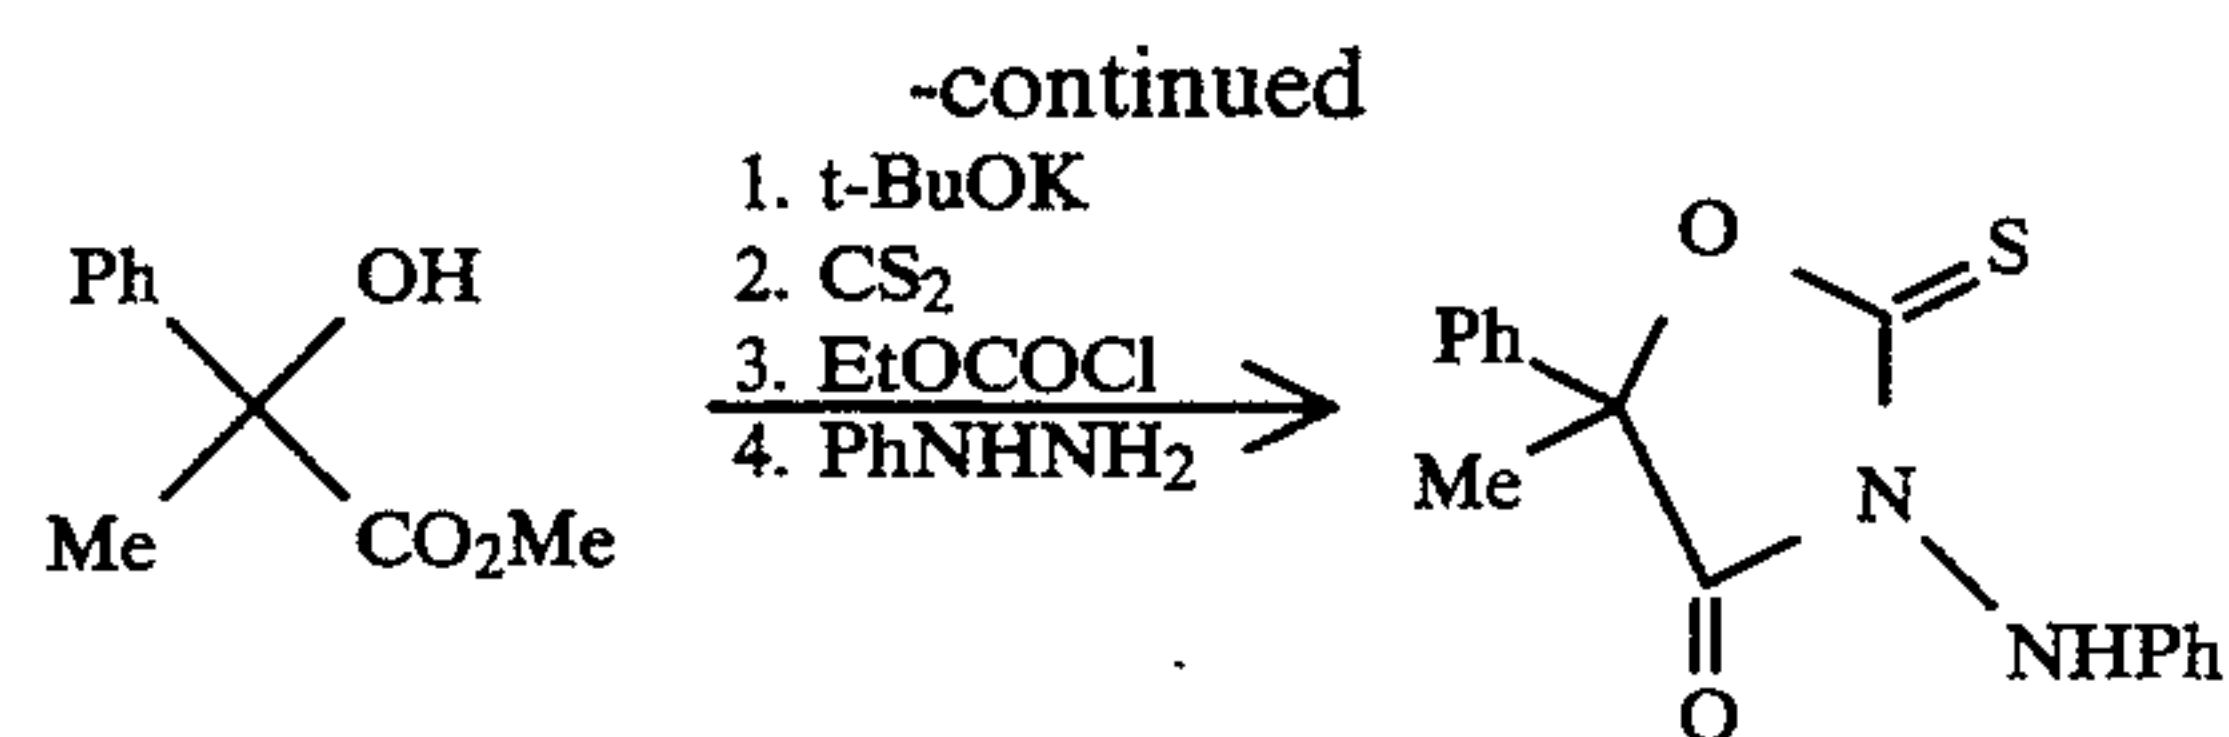 -continued
1. t-BuOK
2. CS2
3. EtOCOCl
4. PhNHNH2
Ph OH
Me CO2Me
O
S
Ph
Me
N
NHPh
O